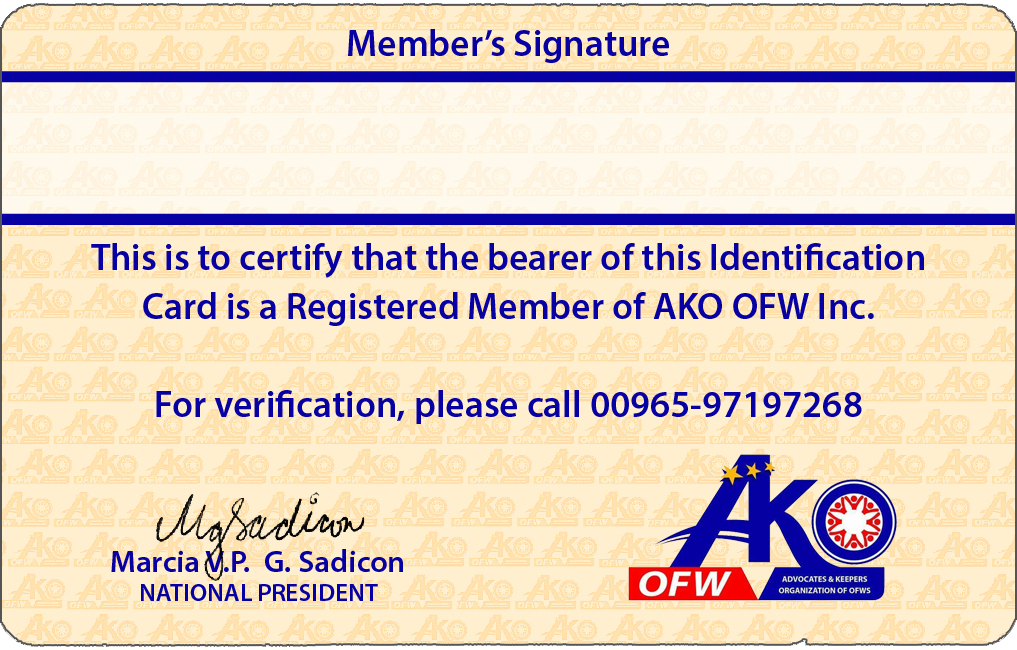 Member's Signature
This is to certify that the bearer of this Identification
Card is a Registered Member of AKO OFW Inc.
For verification, please call 00965-97197268
MgSadicon
Marcia V.P. G. Sadicon
NATIONAL PRESIDENT
AKO
OFW
ADVOCATES & KEEPERS
ORGANIZATION OF OFWS